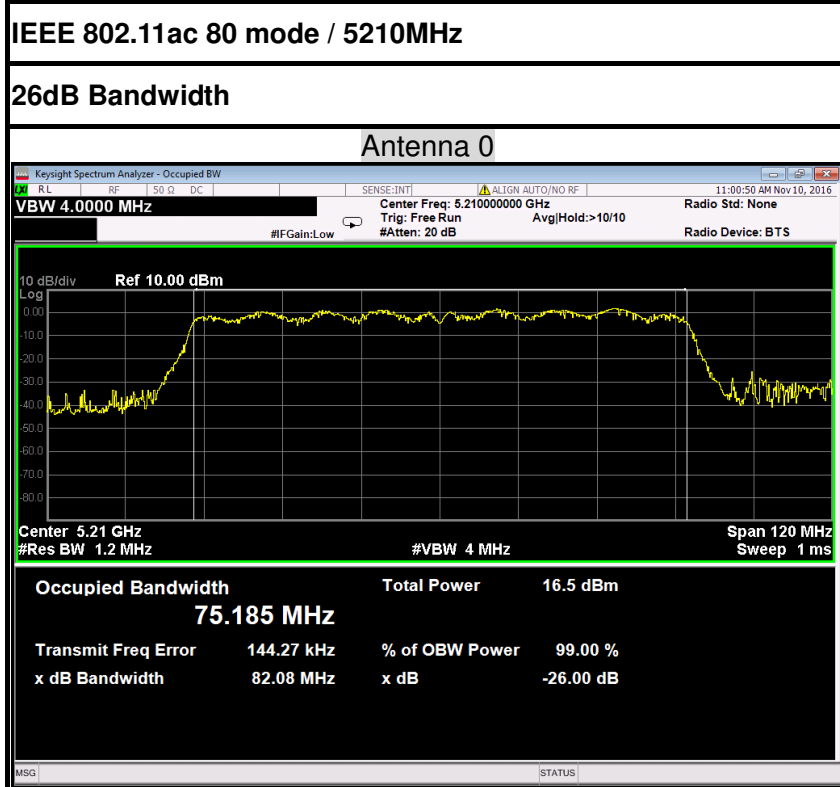 IEEE 802.11ac 80 mode / 5210MHz
26dB Bandwidth
Antenna 0
Keysight Spectrum Analyzer - Occupied BW
LXI RL RF 50 Ω DC SENSE:INT ALIGN AUTO/NO RF 11:00:50 AM Nov 10, 2016
VBW 4.0000 MHz Center Freq: 5.210000000 GHz Radio Std: None
Trig: Free Run Avg|Hold:>10/10
#IFGain:Low #Atten: 20 dB Radio Device: BTS
10 dB/div Ref 10.00 dBm
Log
0.00
-10.0
-20.0
-30.0
-40.0
-50.0
-60.0
-70.0
-80.0
Center 5.21 GHz Span 120 MHz
#Res BW 1.2 MHz #VBW 4 MHz Sweep 1 ms
Occupied Bandwidth Total Power 16.5 dBm
75.185 MHz
Transmit Freq Error 144.27 kHz % of OBW Power 99.00 %
x dB Bandwidth 82.08 MHz x dB -26.00 dB
MSG STATUS